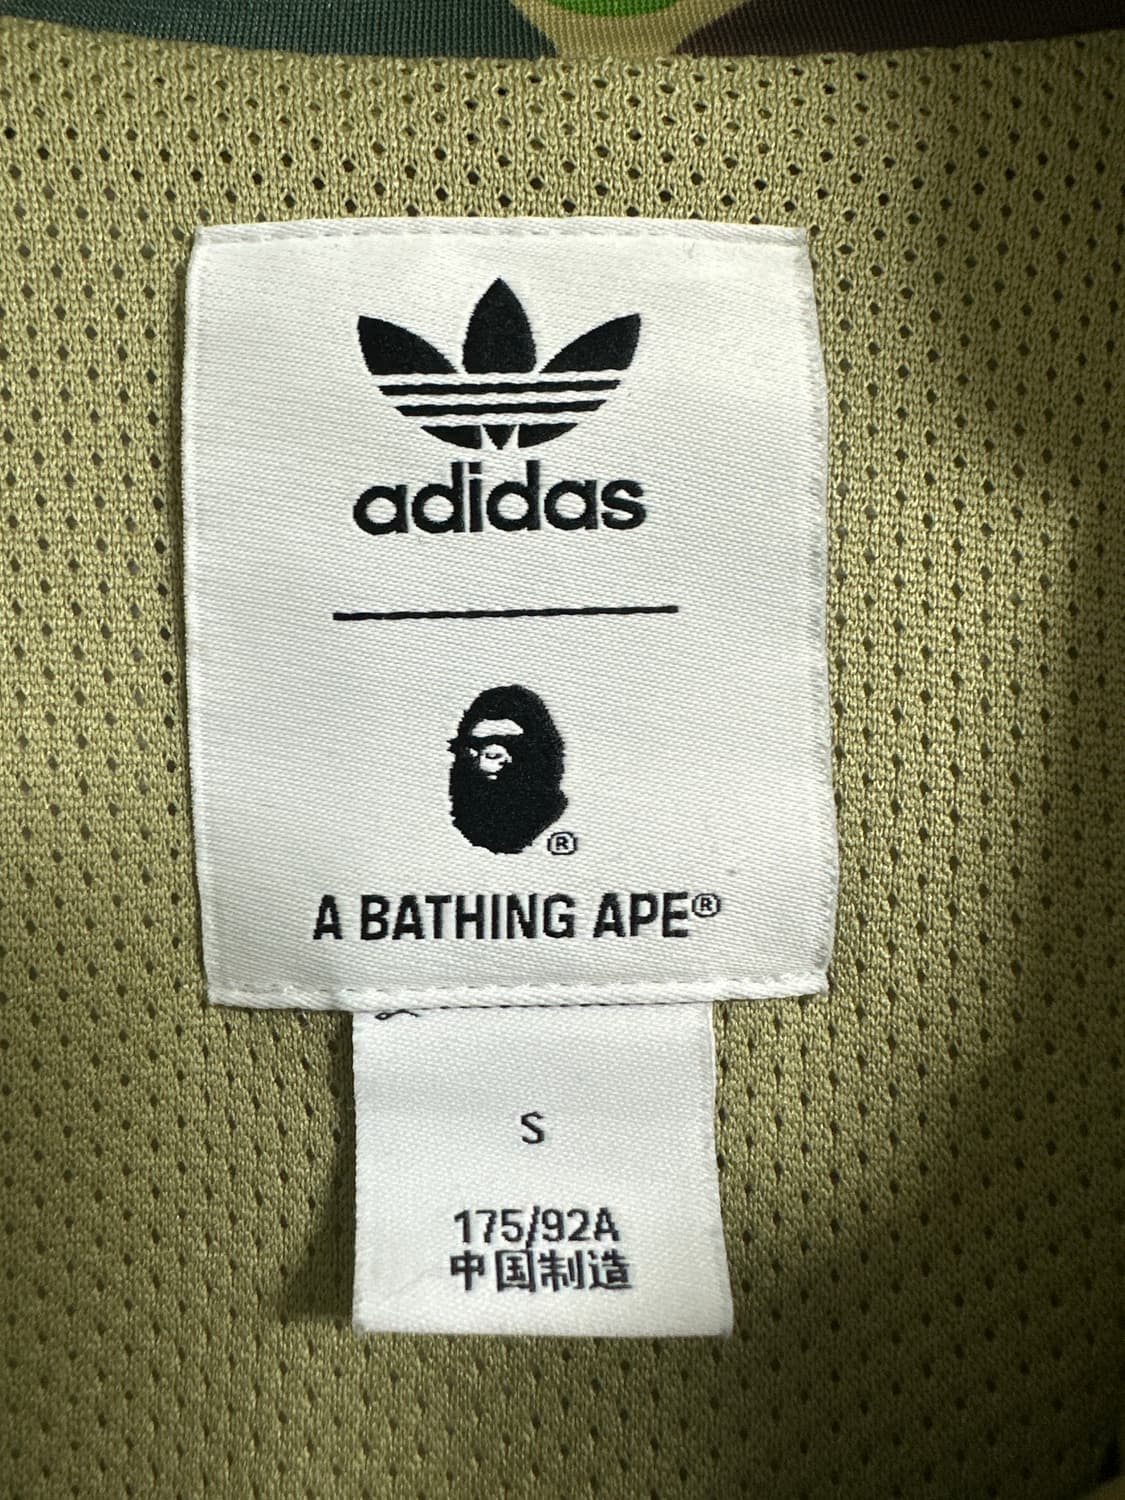 adidas
®
A BATHING APE®
S
175/92A
中国制造